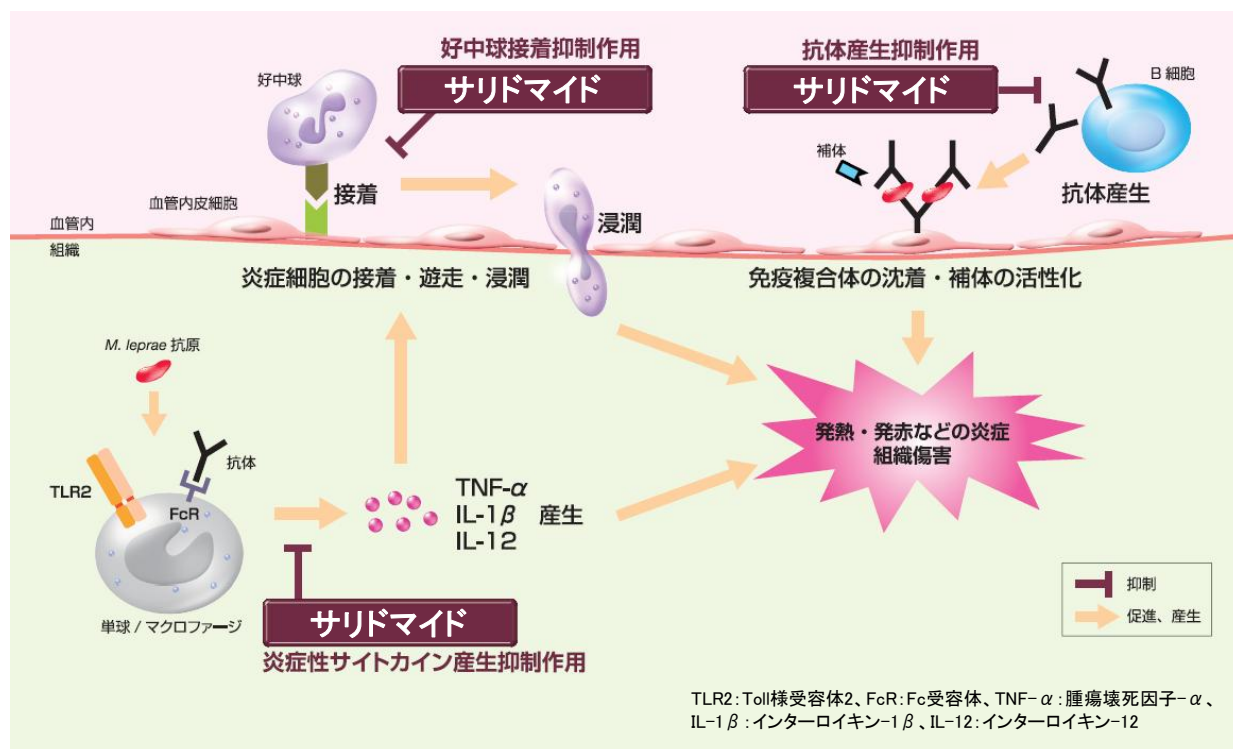 好中球接着抑制作用
サリドマイド
好中球
接着
浸潤
抗体産生抑制作用
サリドマイド
B 細胞
補体
抗体産生
血管内皮細胞
血管内
組織
炎症細胞の接着・遊走・浸潤
免疫複合体の沈着・補体の活性化
M. leprae 抗原
抗体
TLR2
FcR
単球 / マクロファージ
TNF-α
IL-1β 産生
IL-12
サリドマイド
炎症性サイトカイン産生抑制作用
発熱・発赤などの炎症
組織傷害
抑制
促進、産生
TLR2:Toll様受容体2、FcR:Fc受容体、TNF-α:腫瘍壊死因子-α、
IL-1β:インターロイキン-1β、IL-12:インターロイキン-12